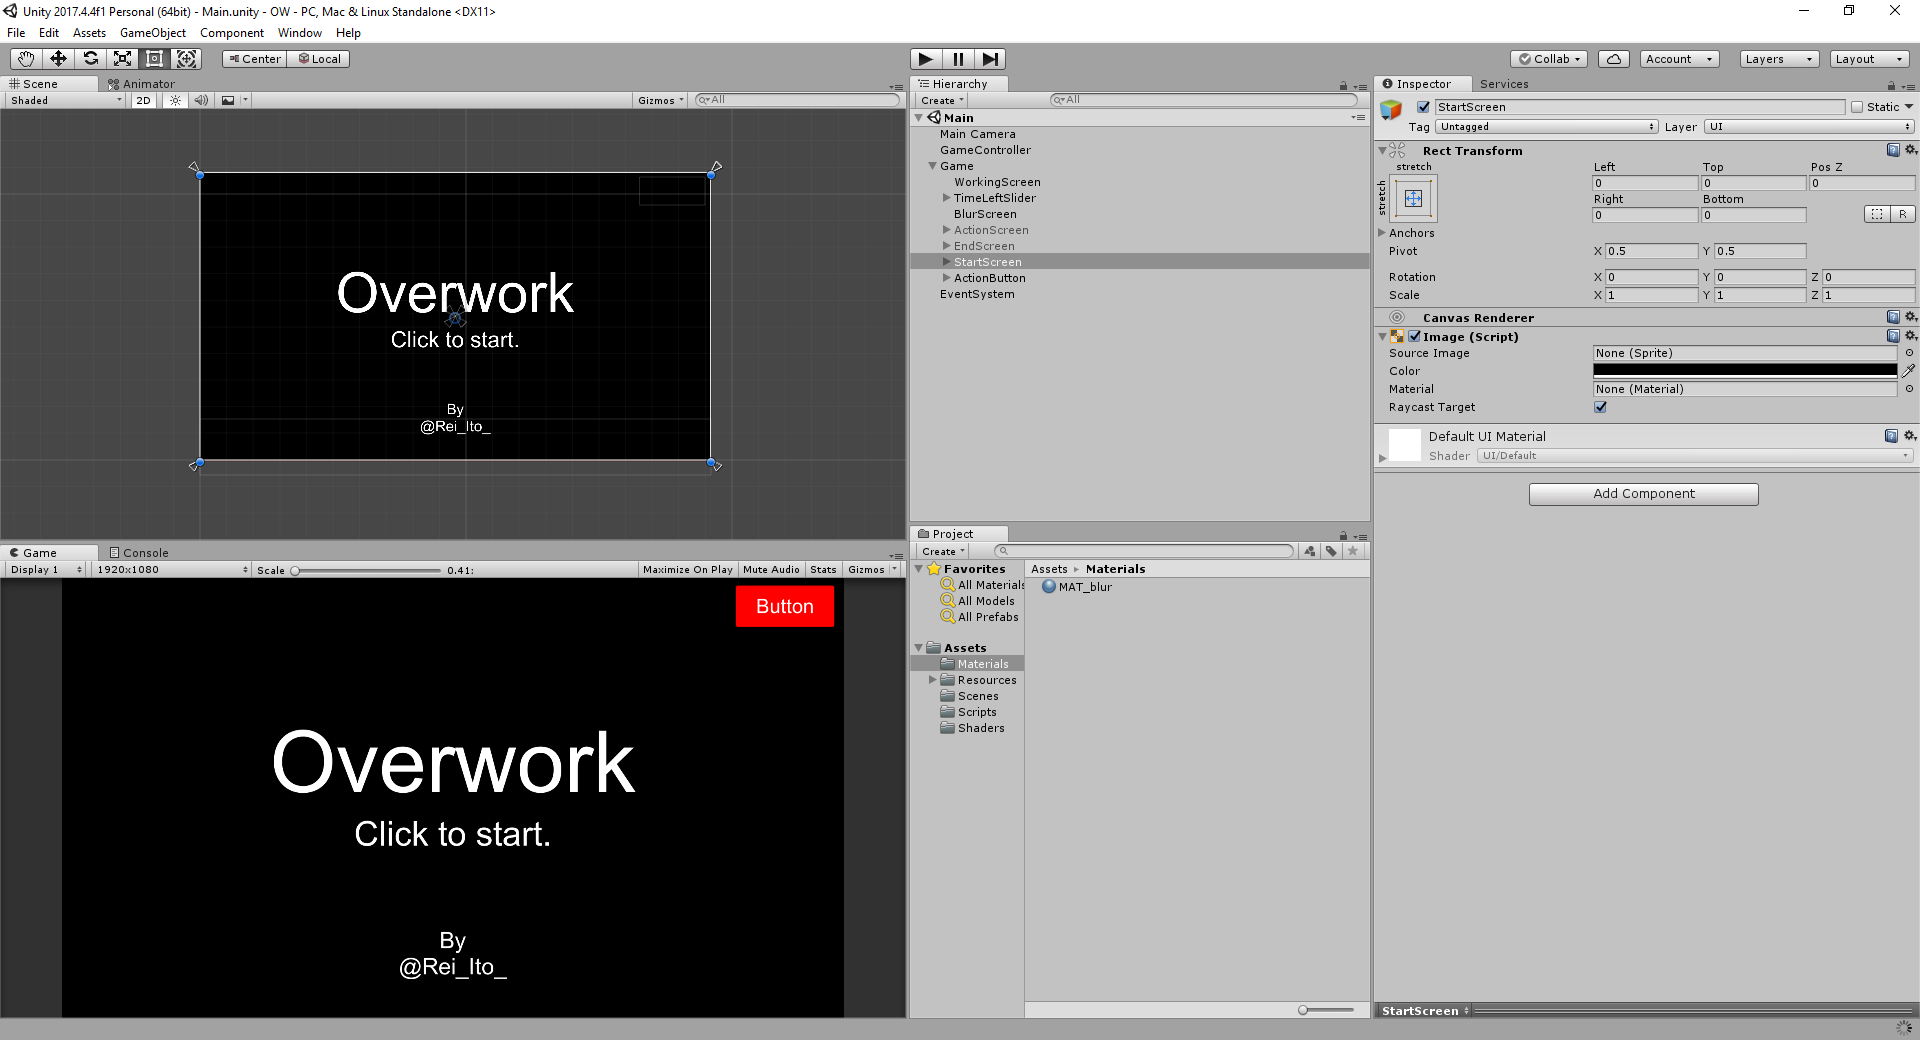 Unity 2017.4.4f1 Personal (64bit) - Main.unity - OW - PC, Mac & Linux Standalone <DX11>
File Edit Assets GameObject Component Window Help
Center Local
Collab Account Layers Layout
Scene Animator
Shaded 2D Gizmos All
Overwork
Click to start.
By
@Rei_Ito_
Game Console
Display 1 1920x1080 Scale 0.41: Maximize On Play Mute Audio Stats Gizmos
Button
Overwork
Click to start.
By
@Rei_Ito_
Hierarchy
Create All
Main
Main Camera
GameController
Game
WorkingScreen
TimeLeftSlider
BlurScreen
ActionScreen
EndScreen
StartScreen
ActionButton
EventSystem
Project
Create
Favorites
All Materials
All Models
All Prefabs
Assets
Materials
Resources
Scenes
Scripts
Shaders
Assets Materials
MAT_blur
Inspector Services
StartScreen Static
Tag Untagged Layer UI
Rect Transform
stretch
stretch
Left Top Pos Z
0 0 0
Right Bottom
0 0 R
Anchors
Pivot X 0.5 Y 0.5
Rotation X 0 Y 0 Z 0
Scale X 1 Y 1 Z 1
Canvas Renderer
Image (Script)
Source Image None (Sprite)
Color
Material None (Material)
Raycast Target
Default UI Material
Shader UI/Default
Add Component
StartScreen